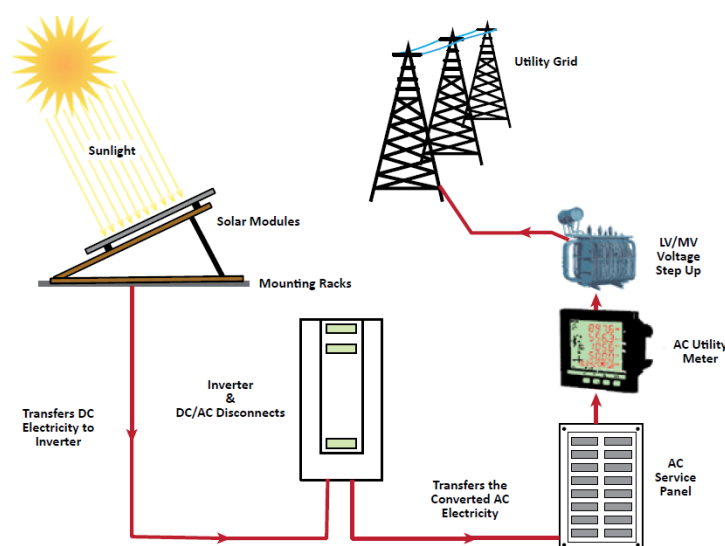 Utility Grid
Sunlight
Solar Modules
LV/MV
Voltage
Step Up
Mounting Racks
AC Utility
Meter
Inverter
&
DC/AC Disconnects
Transfers DC
Electricity to
Inverter
AC
Service
Panel
Transfers the
Converted AC
Electricity